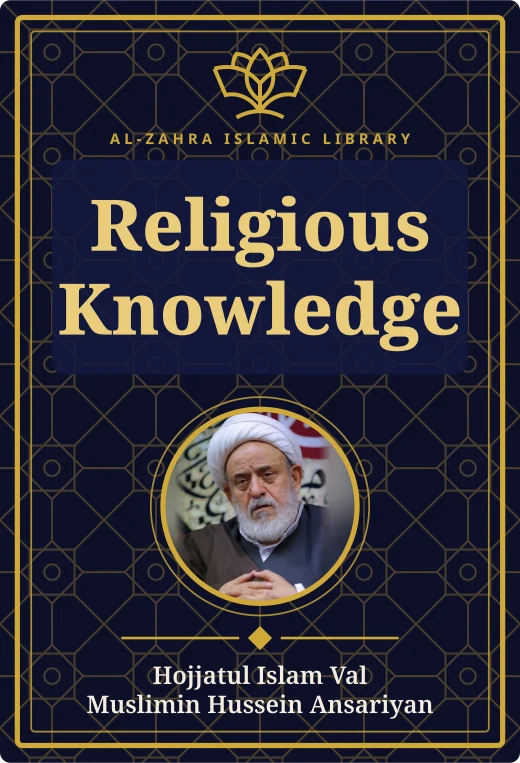 AL-ZAHRA ISLAMIC LIBRARY
Religious
Knowledge
Hojjatul Islam Val
Muslimin Hussein Ansariyan